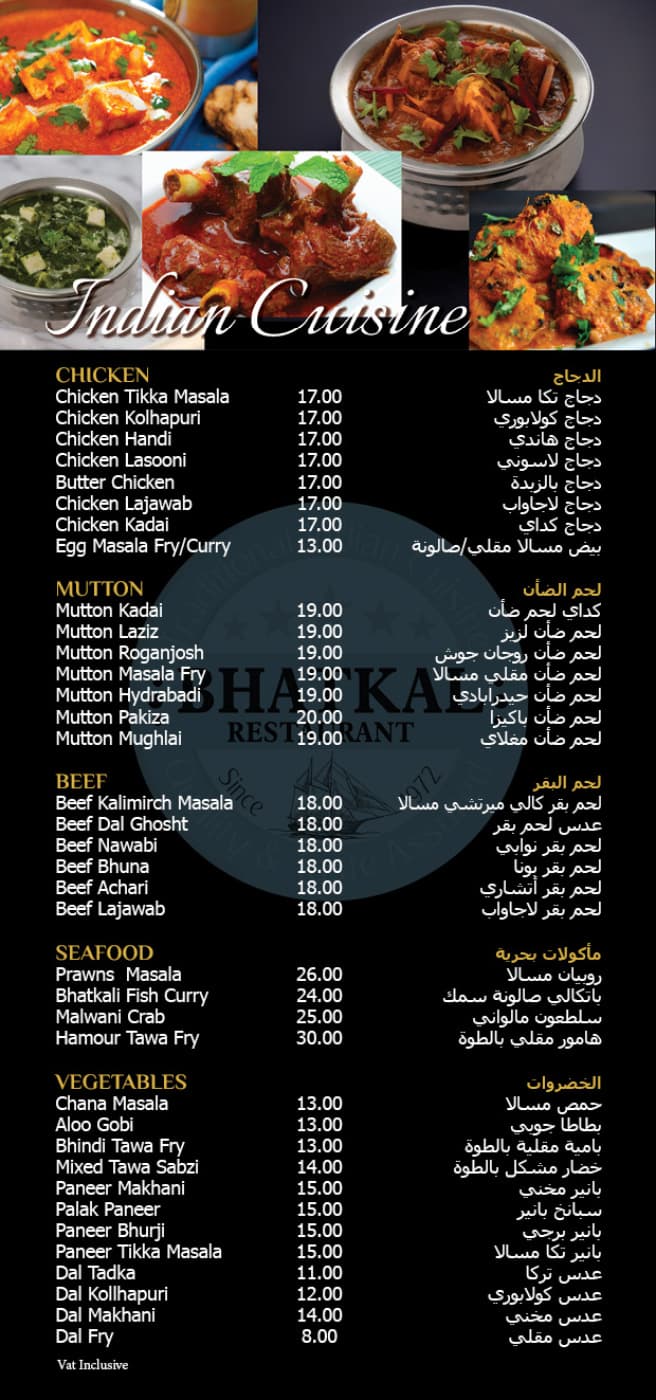 Indian Cuisine
CHICKEN الدجاج
Chicken Tikka Masala 17.00 دجاج تكا مسالا
Chicken Kolhapuri 17.00 دجاج كولابوري
Chicken Handi 17.00 دجاج هاندي
Chicken Lasooni 17.00 دجاج لاسوني
Butter Chicken 17.00 دجاج بالزبدة
Chicken Lajawab 17.00 دجاج لاجاواب
Chicken Kadai 17.00 دجاج كداي
Egg Masala Fry/Curry 13.00 بيض مسالا مقلي/صالونة
MUTTON لحم الضأن
Mutton Kadai 19.00 كداي لحم ضأن
Mutton Laziz 19.00 لحم ضأن لزيز
Mutton Roganjosh 19.00 لحم ضأن روجان جوش
Mutton Masala Fry 19.00 لحم ضأن مقلي مسالا
Mutton Hydrabadi 19.00 لحم ضأن حيدرابادي
Mutton Pakiza 20.00 لحم ضأن باكيزا
Mutton Mughlai 19.00 لحم ضأن مغلاي
BHATKAL
RESTAURANT
Since 1972
BEEF لحم البقر
Beef Kalimirch Masala 18.00 لحم بقر كالي ميرتشي مسالا
Beef Dal Ghosht 18.00 عدس لحم بقر
Beef Nawabi 18.00 لحم بقر نوابي
Beef Bhuna 18.00 لحم بقر بونا
Beef Achari 18.00 لحم بقر أتشاري
Beef Lajawab 18.00 لحم بقر لاجاواب
SEAFOOD مأكولات بحرية
Prawns Masala 26.00 روبيان مسالا
Bhatkali Fish Curry 24.00 باتكالي صالونة سمك
Malwani Crab 25.00 سلطعون مالواني
Hamour Tawa Fry 30.00 هامور مقلي بالطوة
VEGETABLES الخضروات
Chana Masala 13.00 حمص مسالا
Aloo Gobi 13.00 بطاطا جوبي
Bhindi Tawa Fry 13.00 بامية مقلية بالطوة
Mixed Tawa Sabzi 14.00 خضار مشكل بالطوة
Paneer Makhani 15.00 بانير مخني
Palak Paneer 15.00 سبانخ بانير
Paneer Bhurji 15.00 بانير برجي
Paneer Tikka Masala 15.00 بانير تكا مسالا
Dal Tadka 11.00 عدس تركا
Dal Kollhapuri 12.00 عدس كولابوري
Dal Makhani 14.00 عدس مخني
Dal Fry 8.00 عدس مقلي
Vat Inclusive